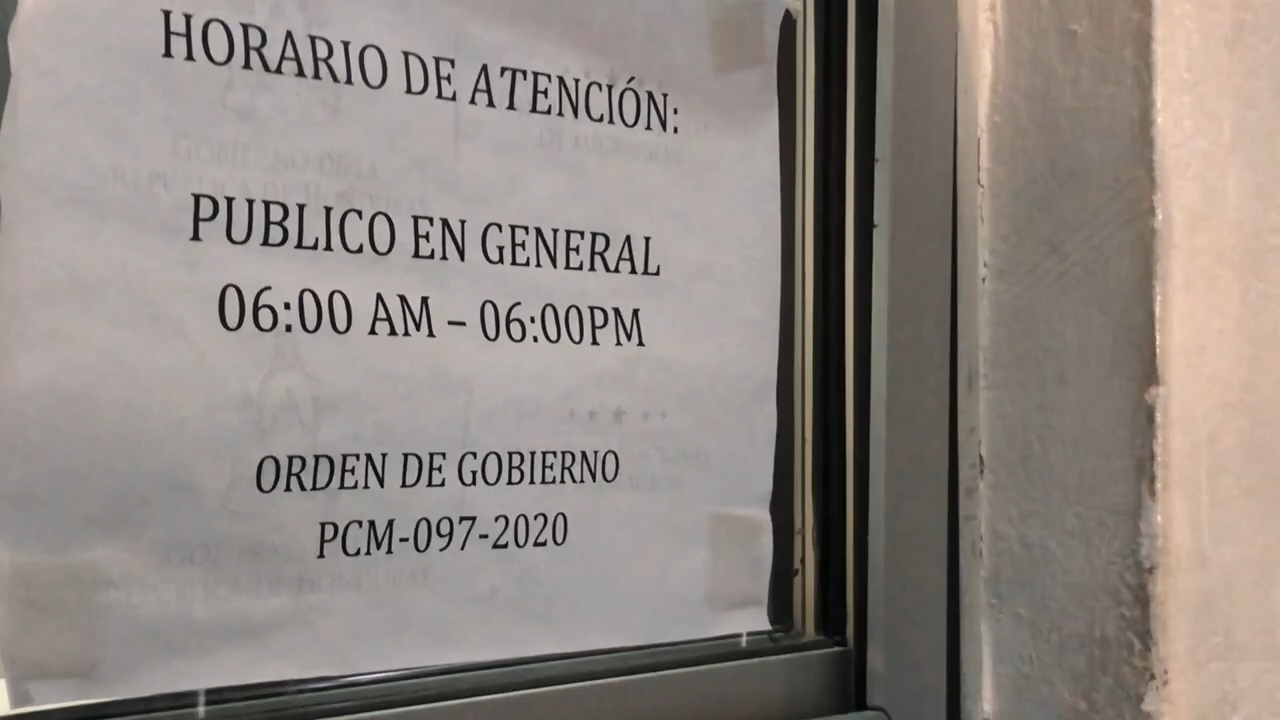 HORARIO DE ATENCIÓN:
PUBLICO EN GENERAL
06:00 AM – 06:00PM
ORDEN DE GOBIERNO
PCM-097-2020